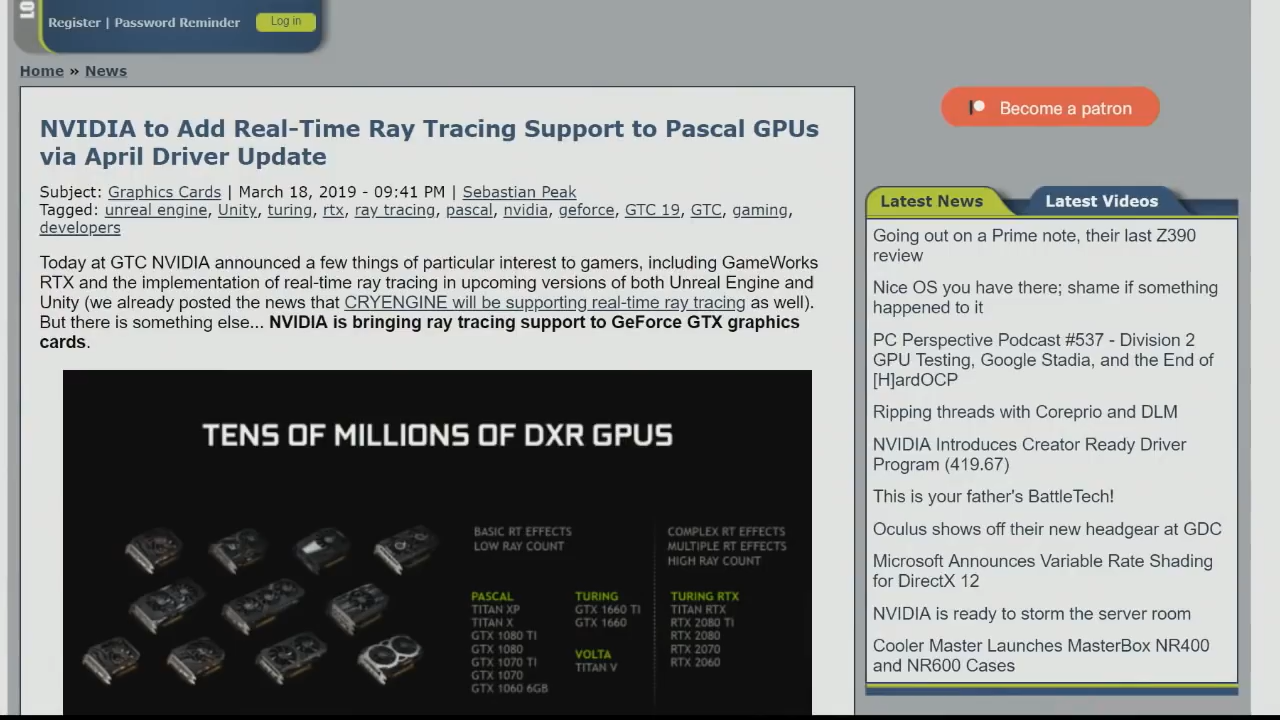 01
Register | Password Reminder
Log in
Home » News
NVIDIA to Add Real-Time Ray Tracing Support to Pascal GPUs
via April Driver Update
Subject: Graphics Cards | March 18, 2019 - 09:41 PM | Sebastian Peak
Tagged: unreal engine, Unity, turing, rtx, ray tracing, pascal, nvidia, geforce, GTC 19, GTC, gaming,
developers
Today at GTC NVIDIA announced a few things of particular interest to gamers, including GameWorks
RTX and the implementation of real-time ray tracing in upcoming versions of both Unreal Engine and
Unity (we already posted the news that CRYENGINE will be supporting real-time ray tracing as well).
But there is something else... NVIDIA is bringing ray tracing support to GeForce GTX graphics
cards.
TENS OF MILLIONS OF DXR GPUS
BASIC RT EFFECTS
LOW RAY COUNT
PASCAL
TITAN XP
TITAN X
GTX 1080 TI
GTX 1080
GTX 1070 TI
GTX 1070
GTX 1060 6GB
TURING
GTX 1660 TI
GTX 1660
VOLTA
TITAN V
COMPLEX RT EFFECTS
MULTIPLE RT EFFECTS
HIGH RAY COUNT
TURING RTX
TITAN RTX
RTX 2080 TI
RTX 2080
RTX 2070
RTX 2060
Become a patron
Latest News
Latest Videos
Going out on a Prime note, their last Z390
review
Nice OS you have there; shame if something
happened to it
PC Perspective Podcast #537 - Division 2
GPU Testing, Google Stadia, and the End of
[H]ardOCP
Ripping threads with Coreprio and DLM
NVIDIA Introduces Creator Ready Driver
Program (419.67)
This is your father's BattleTech!
Oculus shows off their new headgear at GDC
Microsoft Announces Variable Rate Shading
for DirectX 12
NVIDIA is ready to storm the server room
Cooler Master Launches MasterBox NR400
and NR600 Cases